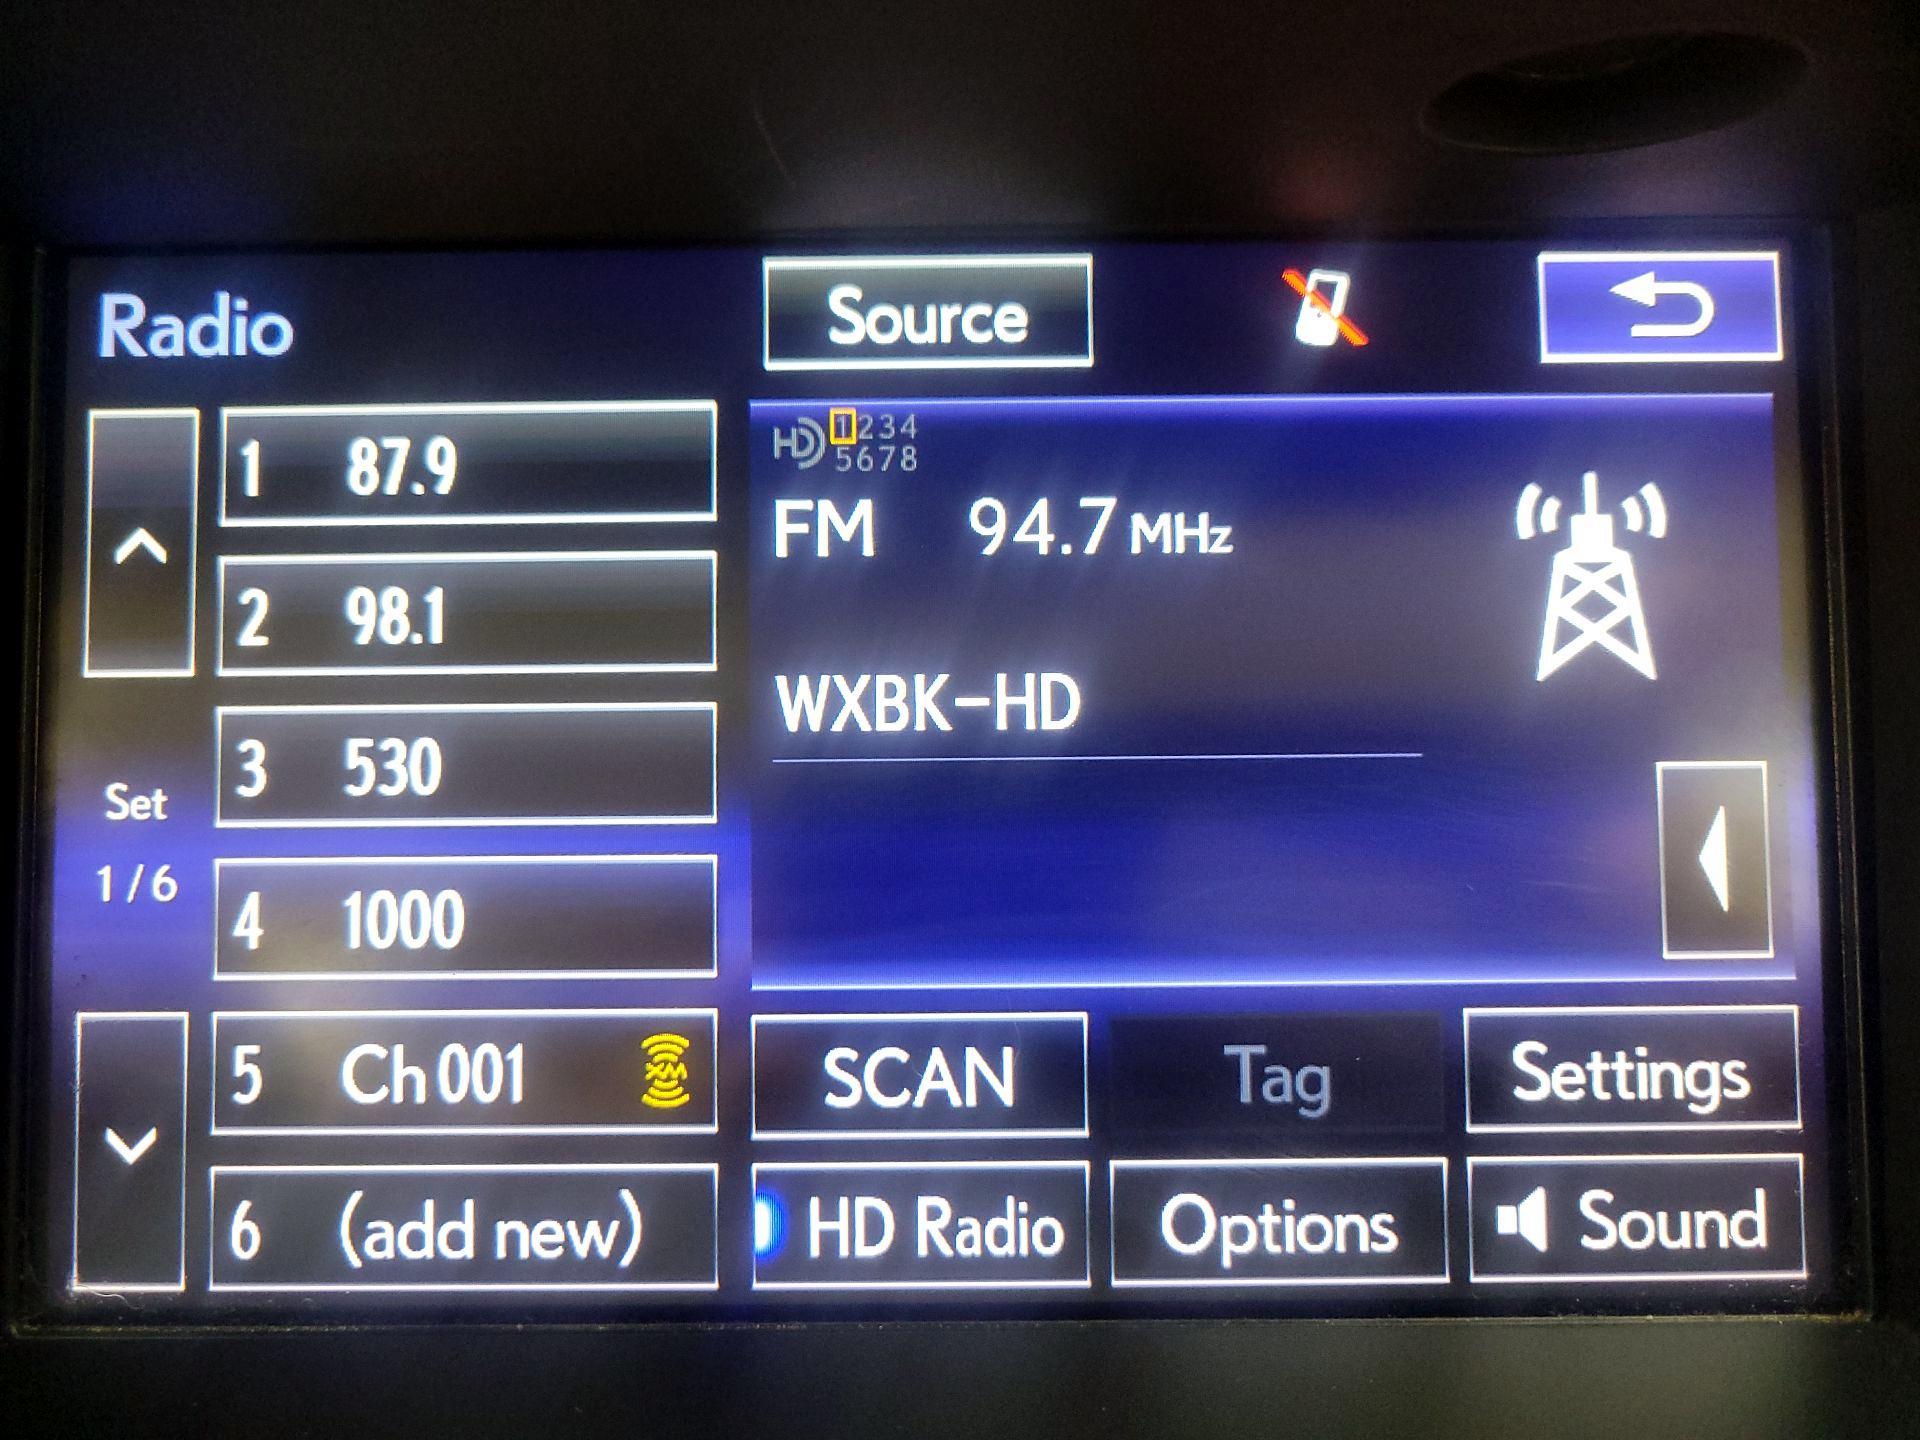 Radio
Source
1 87.9
2 98.1
3 530
4 1000
5 Ch 001 XM
6 (add new)
Set
1/6
HD 1234
5678
FM 94.7 MHz
WXBK-HD
SCAN
Tag
Settings
HD Radio
Options
Sound